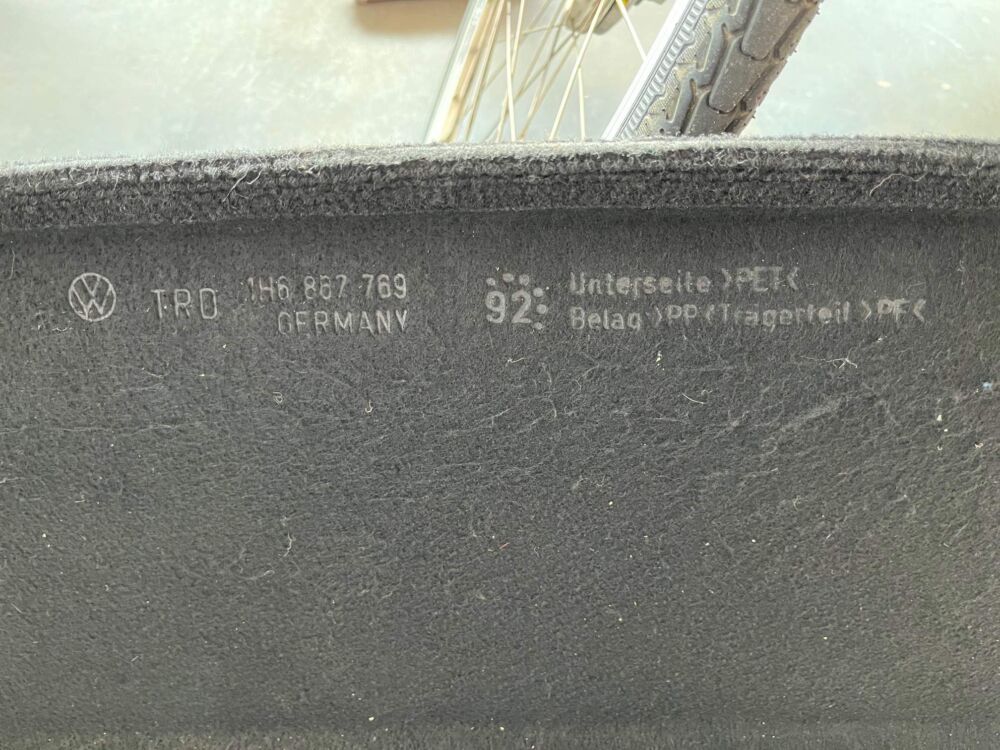 TRD 1H6 867 769
GERMANY
92
Unterseite >PET<
Belag >PP< Trägerteil >PF<